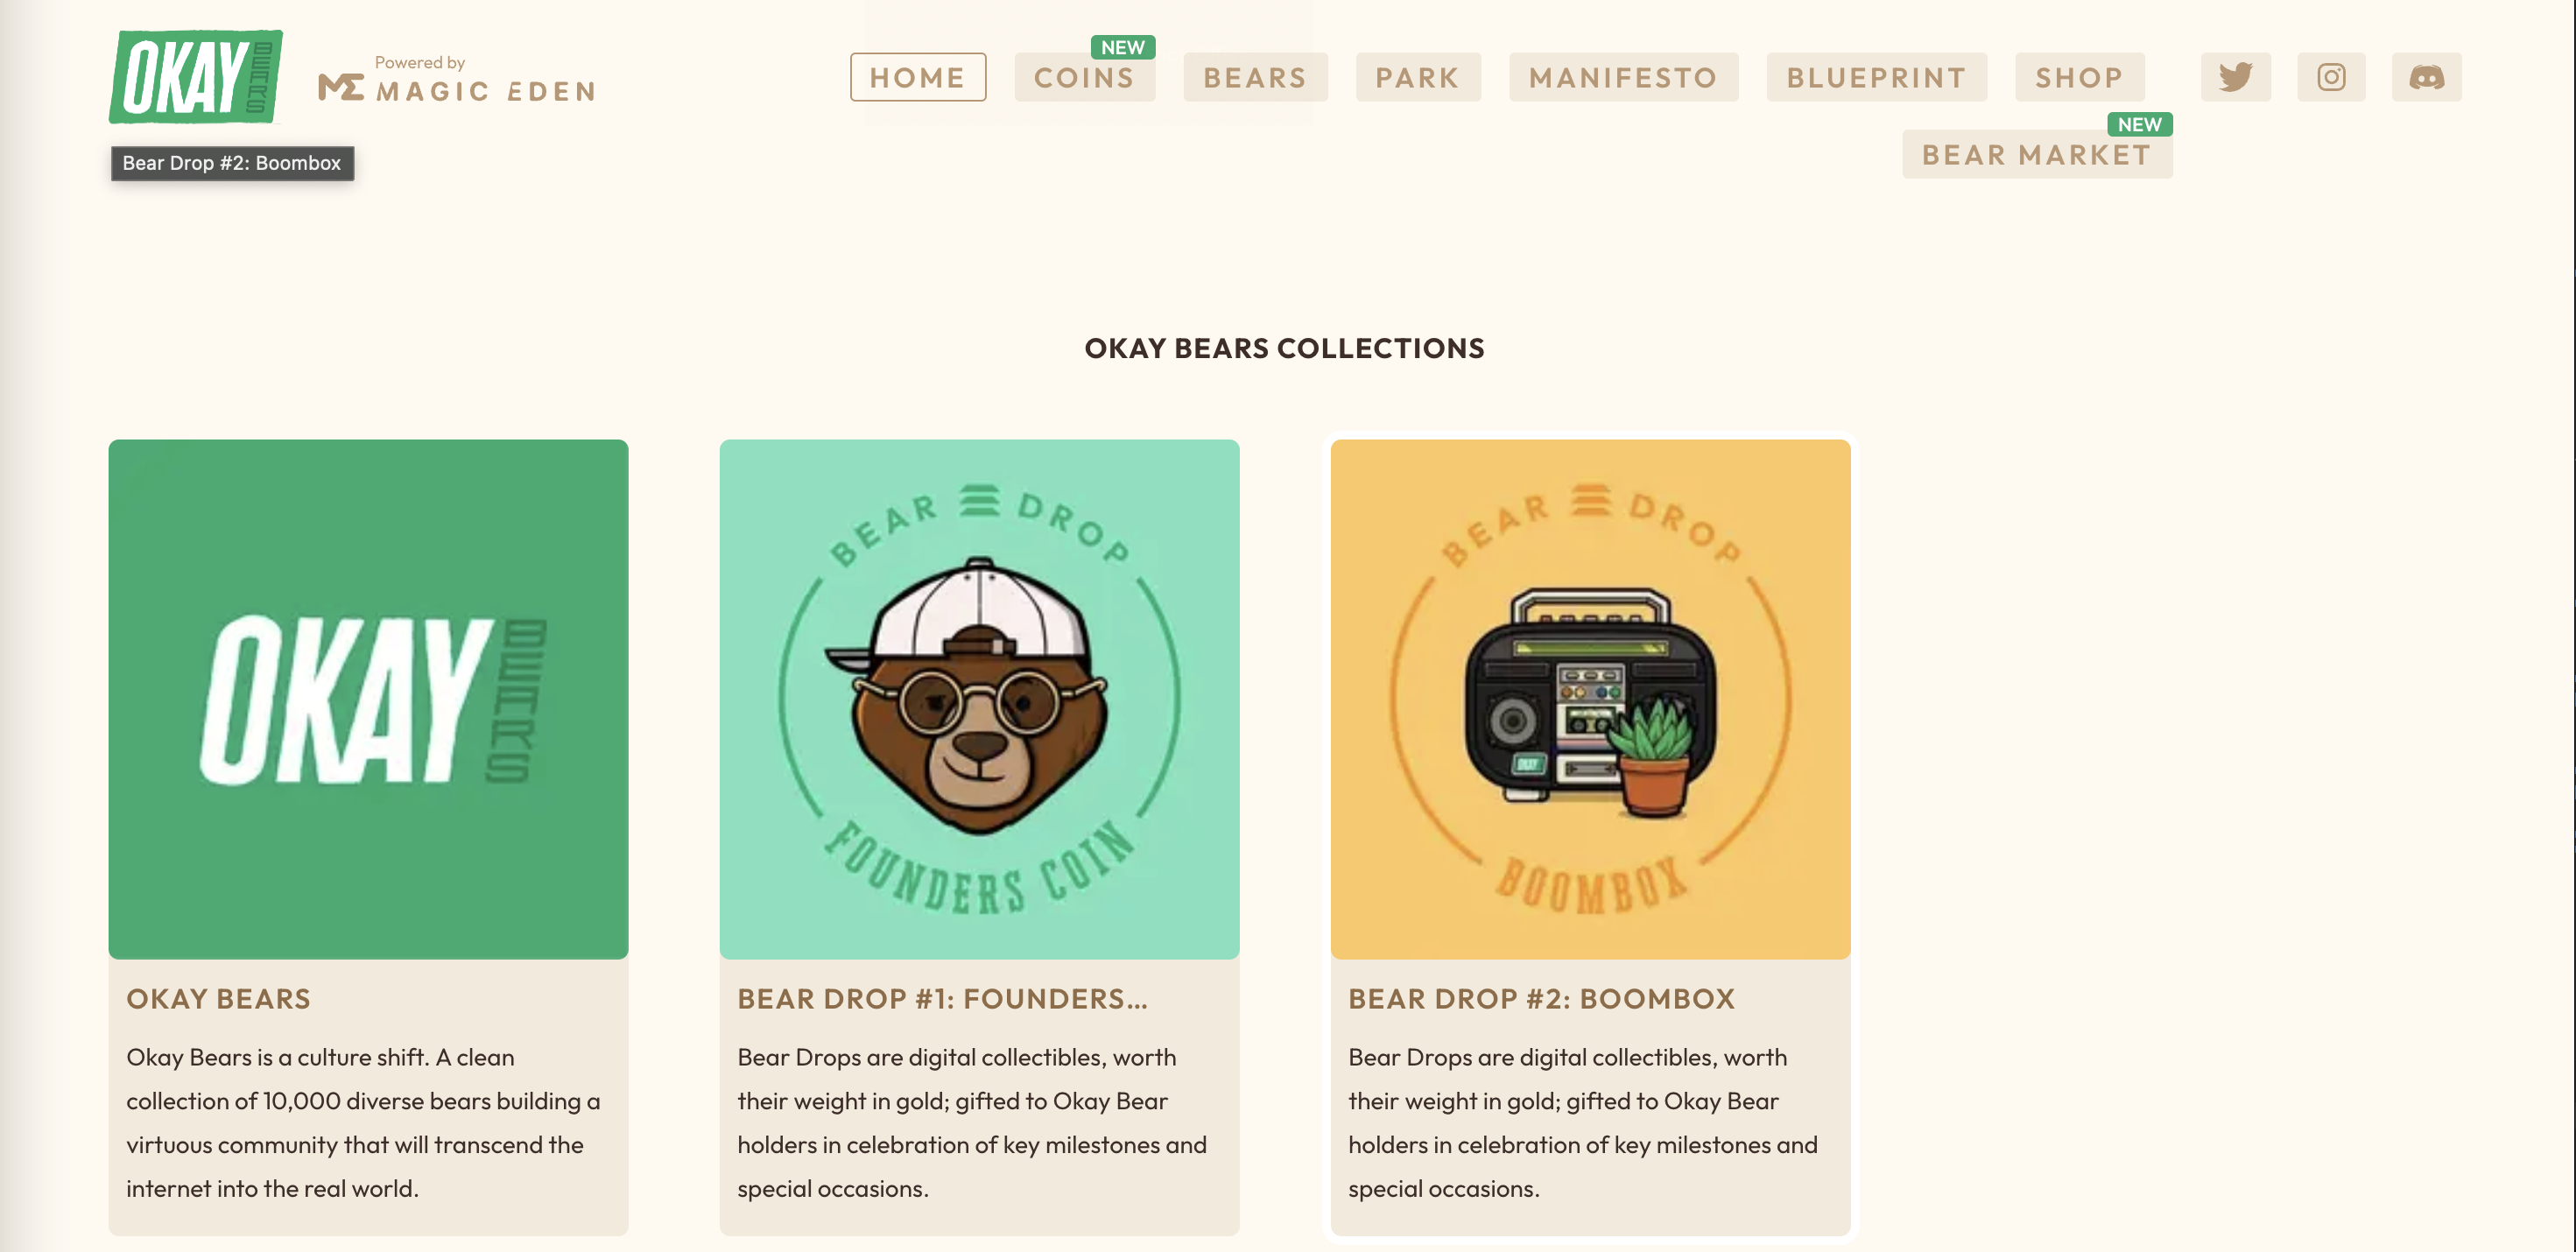 OKAY BEARS
Powered by
MAGIC EDEN
HOME
NEW
COINS
BEARS
PARK
MANIFESTO
BLUEPRINT
SHOP
NEW
BEAR MARKET
Bear Drop #2: Boombox
OKAY BEARS COLLECTIONS
OKAY BEARS
BEAR DROP
FOUNDERS COIN
BEAR DROP
OKAY
BOOMBOX
OKAY BEARS
Okay Bears is a culture shift. A clean
collection of 10,000 diverse bears building a
virtuous community that will transcend the
internet into the real world.
BEAR DROP #1: FOUNDERS...
Bear Drops are digital collectibles, worth
their weight in gold; gifted to Okay Bear
holders in celebration of key milestones and
special occasions.
BEAR DROP #2: BOOMBOX
Bear Drops are digital collectibles, worth
their weight in gold; gifted to Okay Bear
holders in celebration of key milestones and
special occasions.